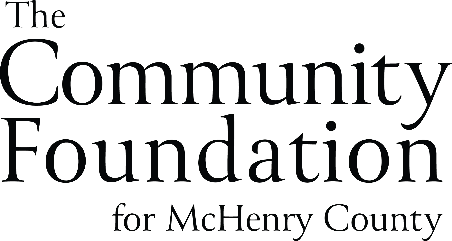 The
Community
Foundation
for McHenry County